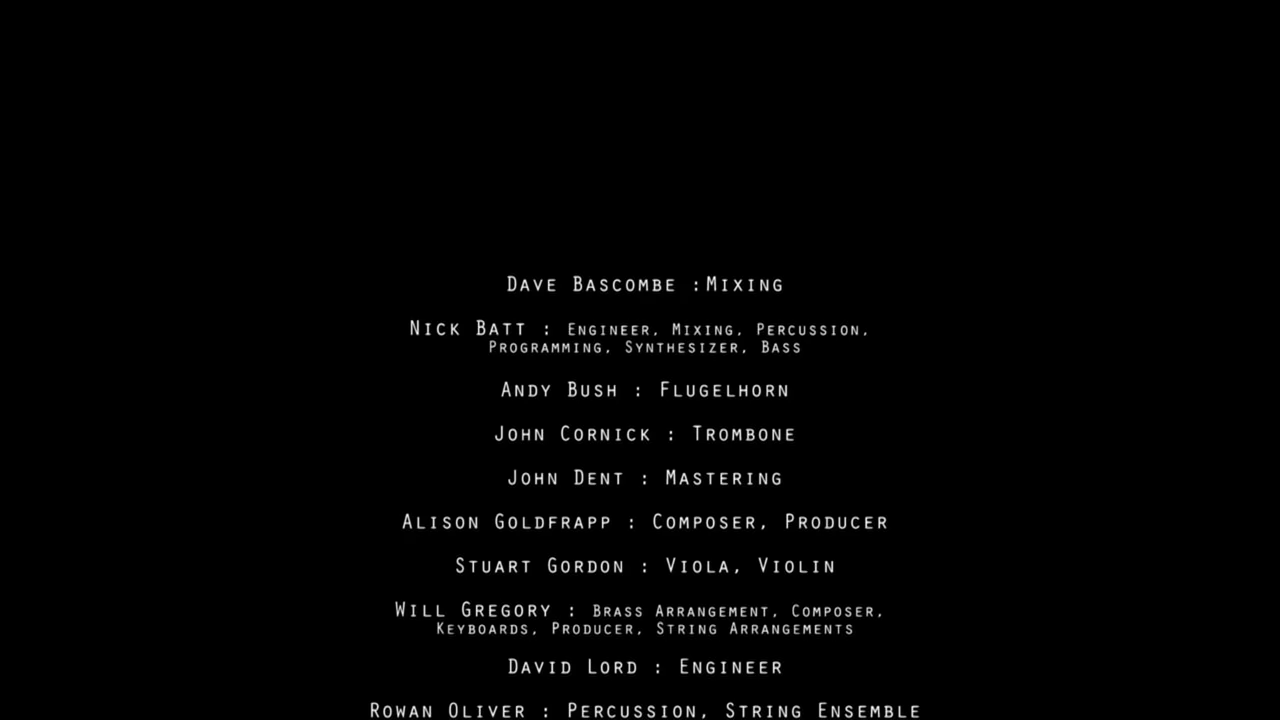 Dave Bascombe :Mixing
Nick Batt : Engineer, Mixing, Percussion,
Programming, Synthesizer, Bass
Andy Bush : Flugelhorn
John Cornick : Trombone
John Dent : Mastering
Alison Goldfrapp : Composer, Producer
Stuart Gordon : Viola, Violin
Will Gregory : Brass Arrangement, Composer,
Keyboards, Producer, String Arrangements
David Lord : Engineer
Rowan Oliver : Percussion, String Ensemble